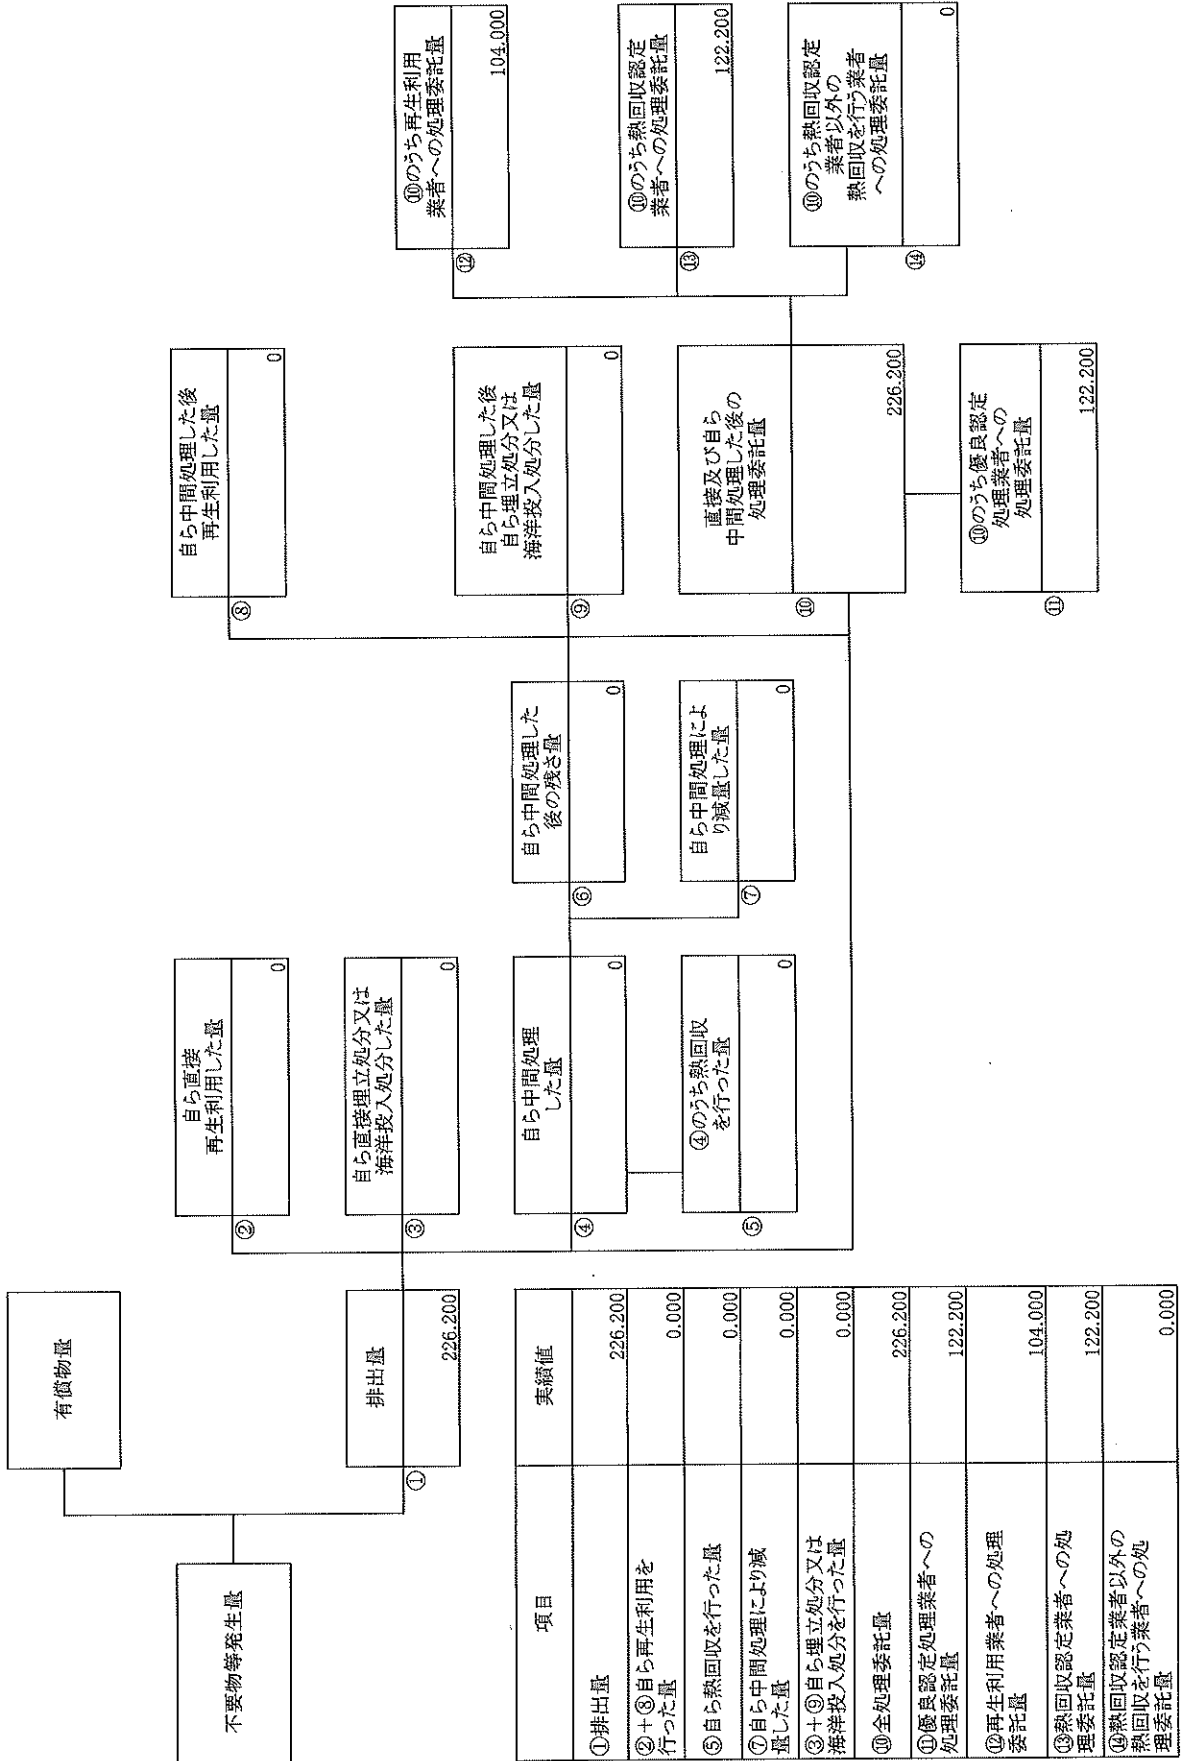 不要物等発生量
有償物量
排出量
①
226.200
自ら直接
再生利用した量
②
0
自ら直接埋立処分又は
海洋投入処分した量
③
0
自ら中間処理
した量
④
0
④のうち熱回収
を行った量
⑤
0
自ら中間処理した
後の残さ量
⑥
0
自ら中間処理によ
り減量した量
⑦
0
自ら中間処理した後
再生利用した量
⑧
0
自ら中間処理した後
自ら埋立処分又は
海洋投入処分した量
⑨
0
直接及び自ら
中間処理した後の
処理委託量
⑩
226.200
⑩のうち優良認定
処理業者への
処理委託量
⑪
122.200
⑩のうち再生利用
業者への処理委託量
⑫
104.000
⑩のうち熱回収認定
業者への処理委託量
⑬
122.200
⑩のうち熱回収認定
業者以外の
熱回収を行う業者
への処理委託量
⑭
0
項目
実績値
①排出量
226.200
②+⑧自ら再生利用を
行った量
0.000
⑤自ら熱回収を行った量
0.000
⑦自ら中間処理により減
量した量
0.000
③+⑨自ら埋立処分又は
海洋投入処分を行った量
0.000
⑩全処理委託量
226.200
⑪優良認定処理業者への
処理委託量
122.200
⑫再生利用業者への処理
委託量
104.000
⑬熱回収認定業者への処
理委託量
122.200
⑭熱回収認定業者以外の
熱回収を行う業者への処
理委託量
0.000